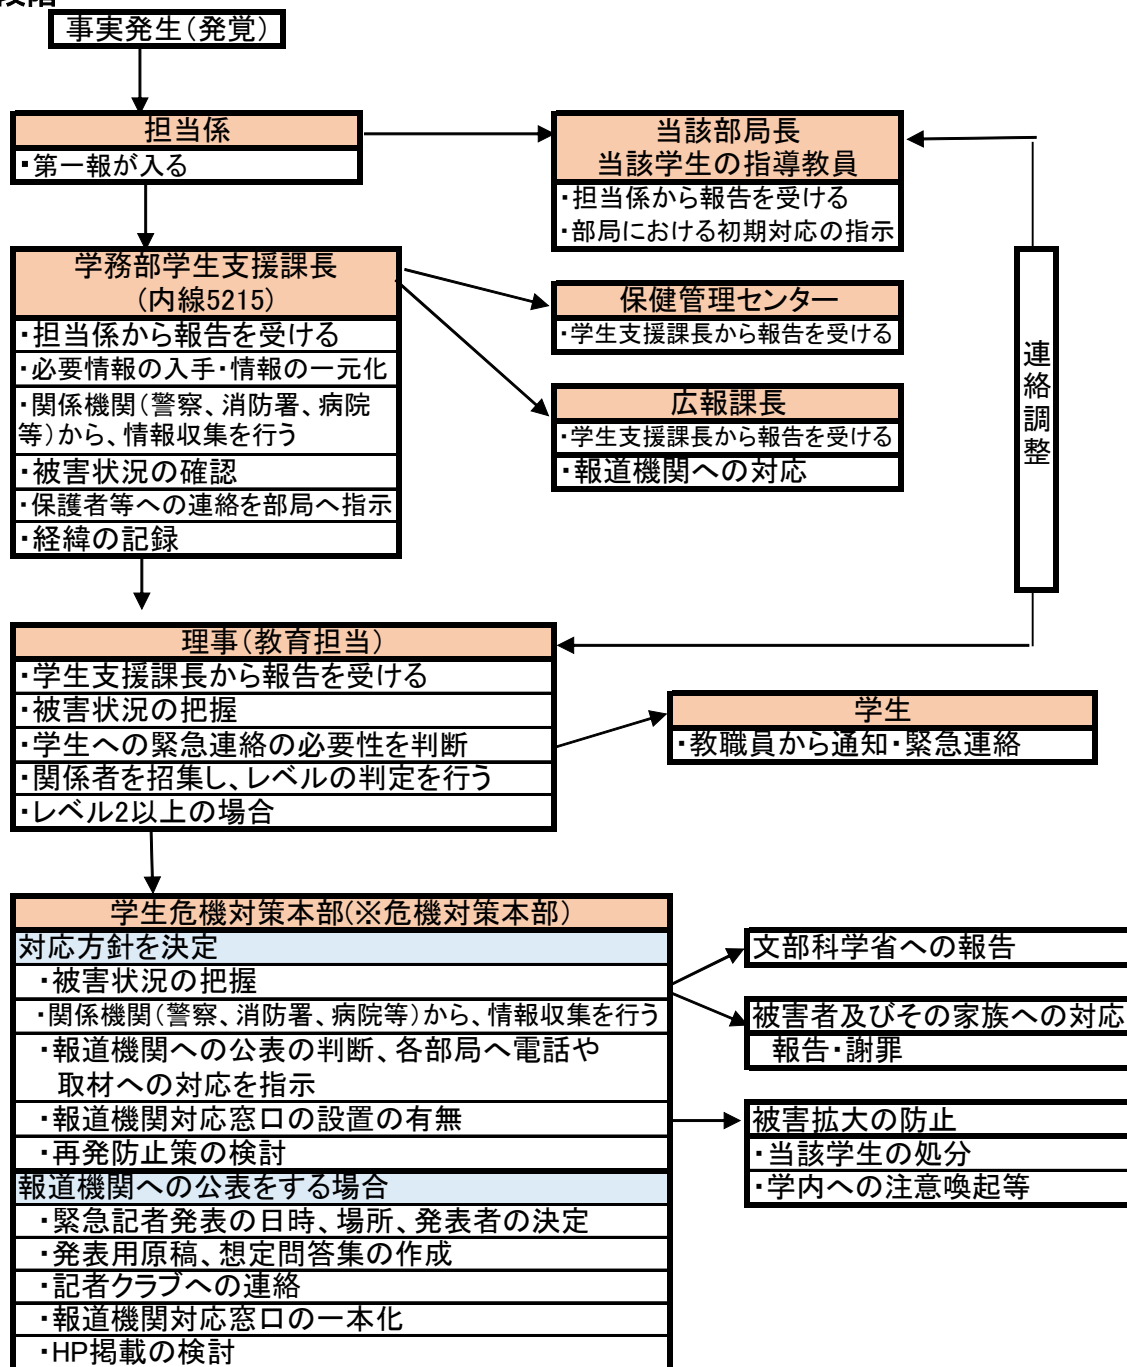 事実発生（発覚）
担当係
・第一報が入る
当該部局長
当該学生の指導教員
・担当係から報告を受ける
・部局における初期対応の指示
学務部学生支援課長
（内線5215）
・担当係から報告を受ける
・必要情報の入手・情報の一元化
・関係機関（警察、消防署、病院
等）から、情報収集を行う
・被害状況の確認
・保護者等への連絡を部局へ指示
・経緯の記録
保健管理センター
・学生支援課長から報告を受ける
広報課長
・学生支援課長から報告を受ける
・報道機関への対応
連絡調整
理事（教育担当）
・学生支援課長から報告を受ける
・被害状況の把握
・学生への緊急連絡の必要性を判断
・関係者を招集し、レベルの判定を行う
・レベル2以上の場合
学生
・教職員から通知・緊急連絡
学生危機対策本部(※危機対策本部）
対応方針を決定
・被害状況の把握
・関係機関（警察、消防署、病院等）から、情報収集を行う
・報道機関への公表の判断、各部局へ電話や
取材への対応を指示
・報道機関対応窓口の設置の有無
・再発防止策の検討
報道機関への公表をする場合
・緊急記者発表の日時、場所、発表者の決定
・発表用原稿、想定問答集の作成
・記者クラブへの連絡
・報道機関対応窓口の一本化
・HP掲載の検討
文部科学省への報告
被害者及びその家族への対応
報告・謝罪
被害拡大の防止
・当該学生の処分
・学内への注意喚起等